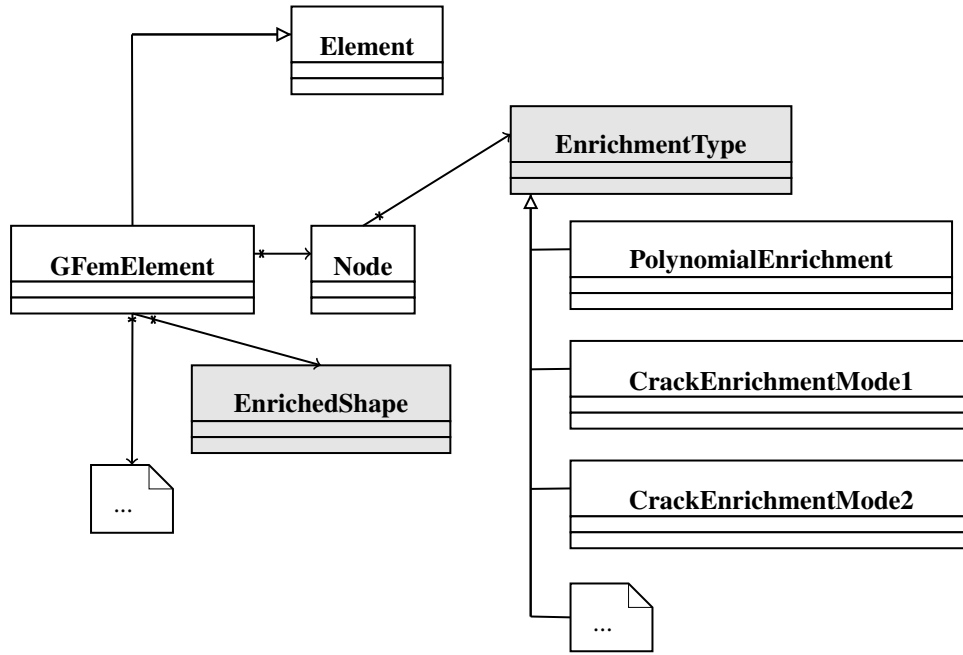 Element
EnrichmentType
GFemElement
*
Node
*
PolynomialEnrichment
*
*
EnrichedShape
CrackEnrichmentMode1
...
CrackEnrichmentMode2
...